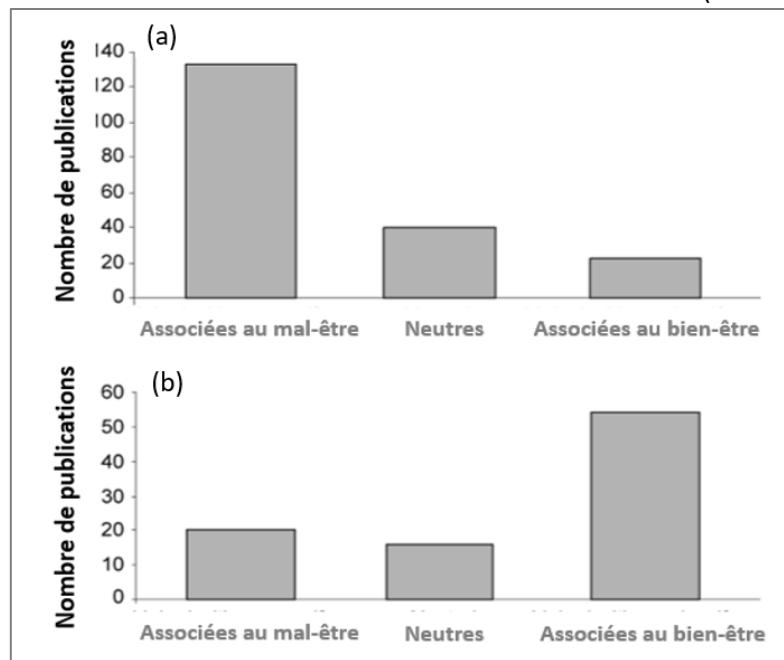 (a)
Nombre de publications
140
120
100
80
60
40
20
0
Associées au mal-être Neutres Associées au bien-être
(b)
Nombre de publications
60
50
40
30
20
10
0
Associées au mal-être Neutres Associées au bien-être